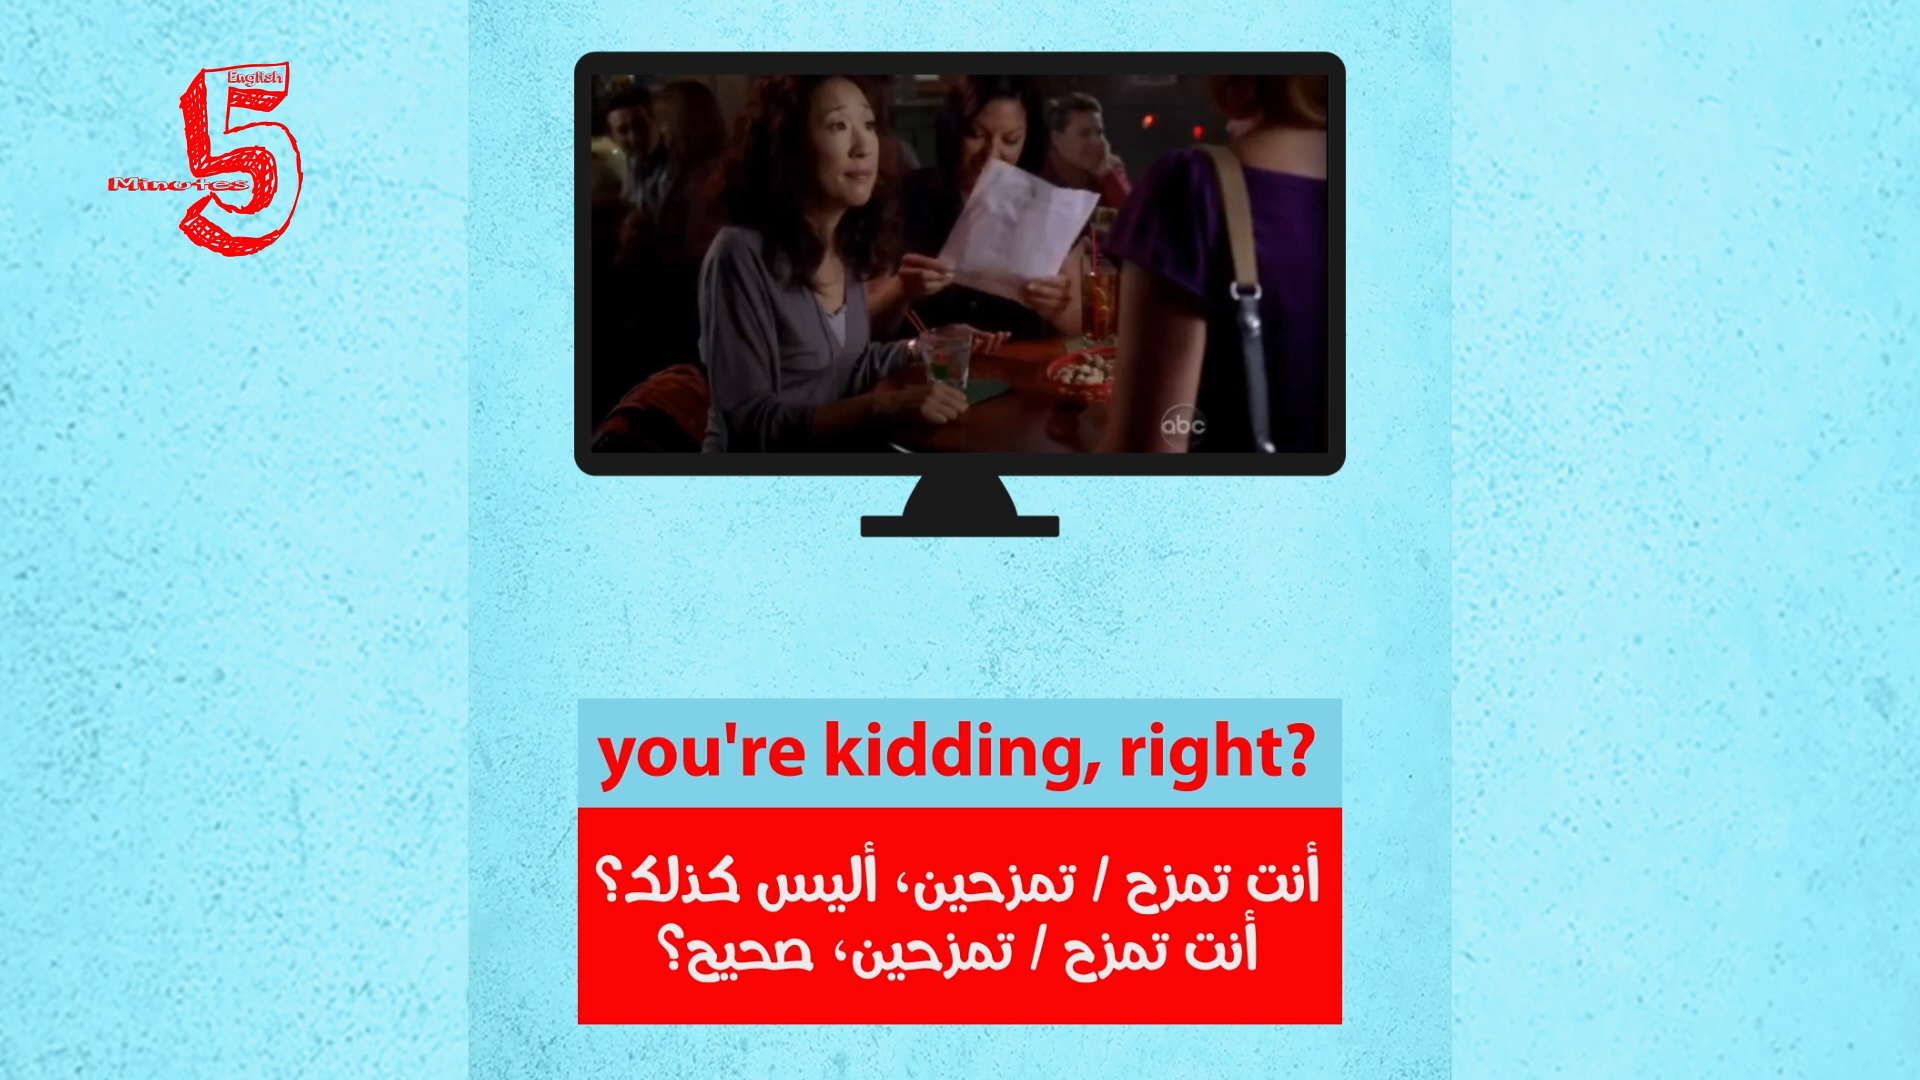 English
5
Minutes
abc
you're kidding, right?
أنت تمزح / تمزحين، أليس كذلك؟
أنت تمزح / تمزحين، صحيح؟